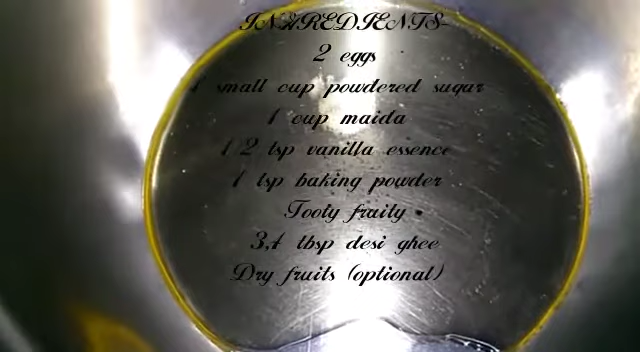 INGREDIENTS-
2 eggs
1 small cup powdered sugar
1 cup maida
1 2 tsp vanilla essence
1 tsp baking powder
Tooty fruity
3,4 tbsp desi ghee
Dry fruits (optional)